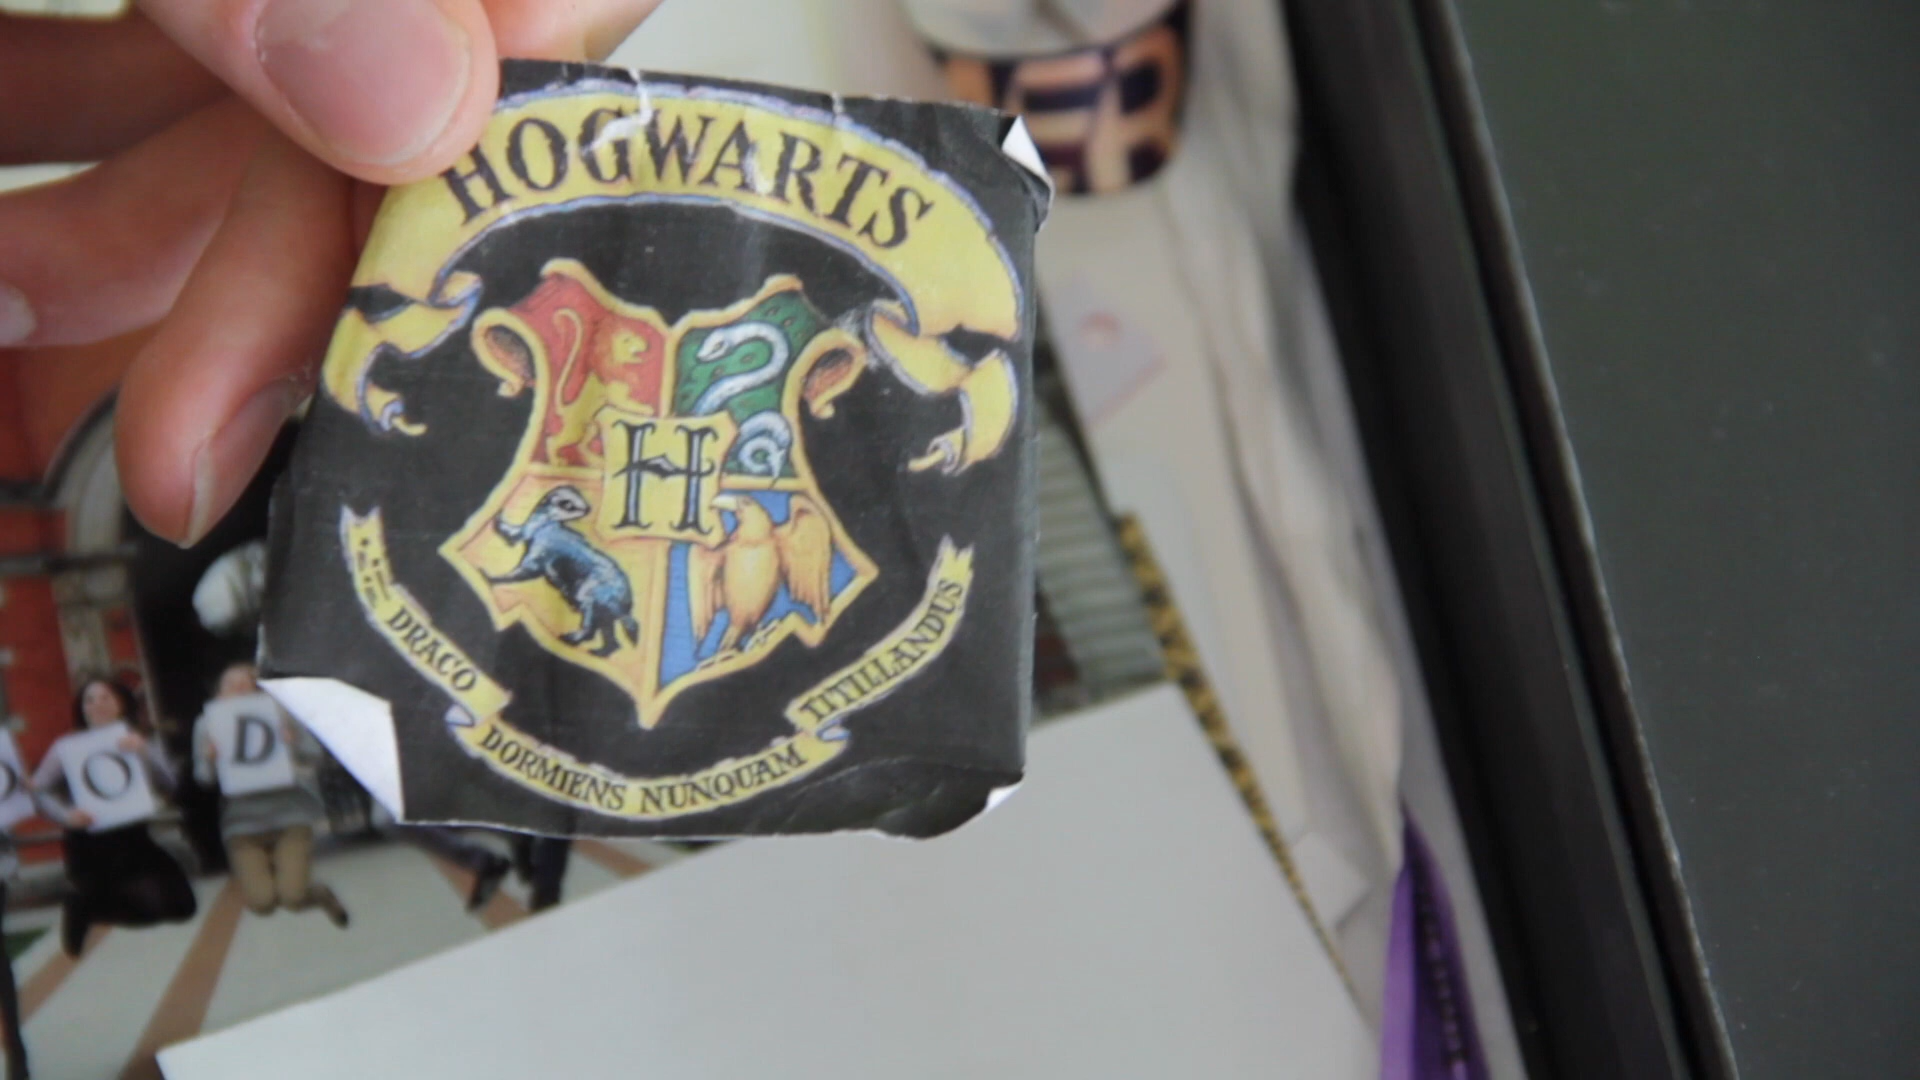 HOGWARTS
H
DRACO
DORMIENS NUNQUAM
TITILLANDUS
O
D